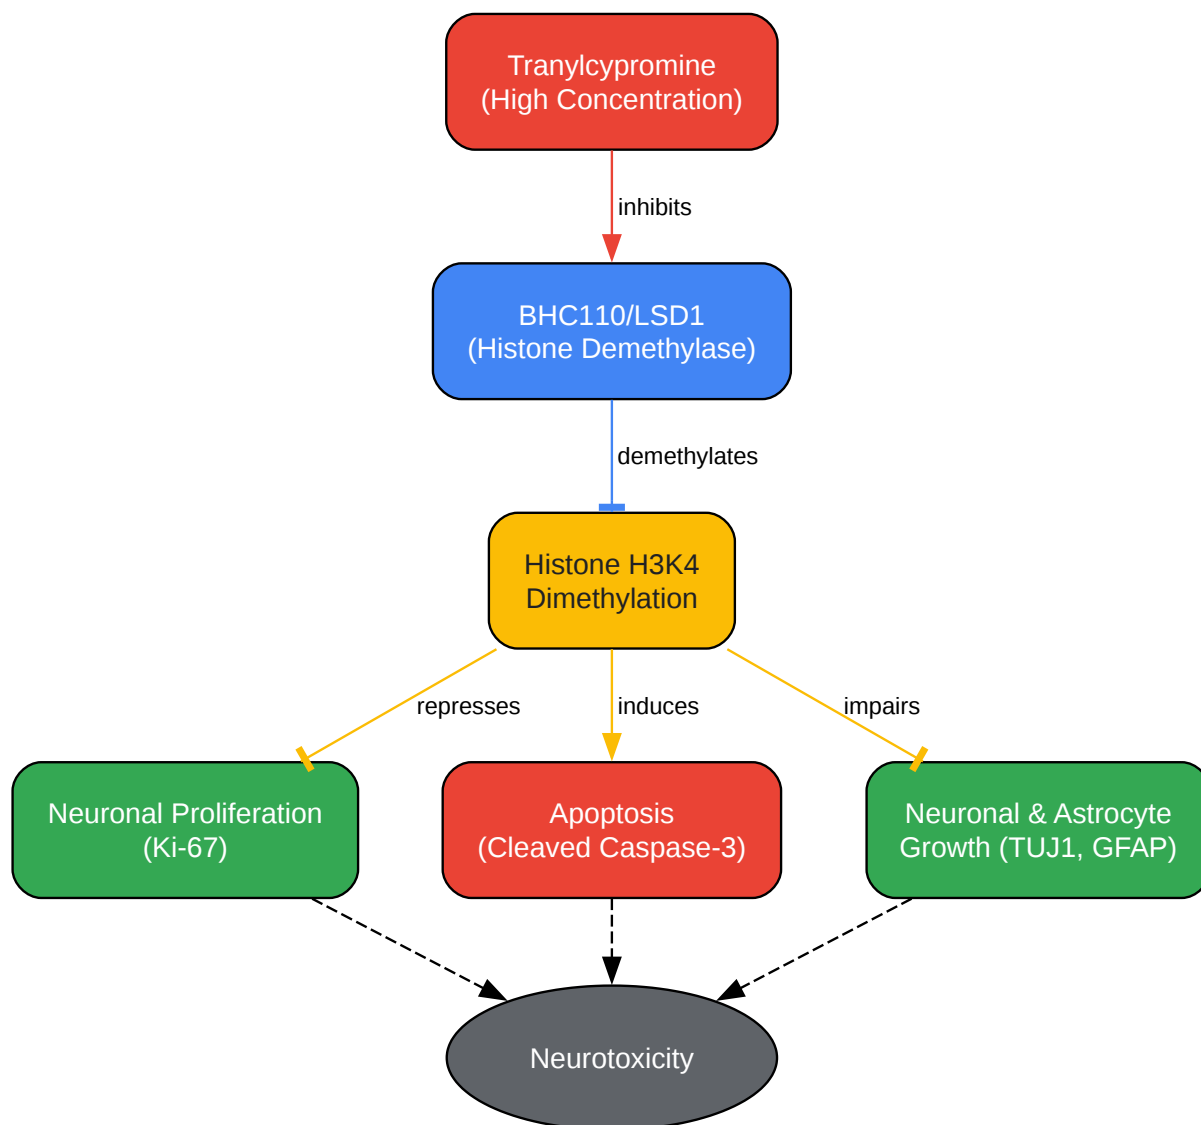 Tranylcypromine
(High Concentration)
inhibits
BHC110/LSD1
(Histone Demethylase)
demethylates
Histone H3K4
Dimethylation
represses
induces
impairs
Neuronal Proliferation
(Ki-67)
Apoptosis
(Cleaved Caspase-3)
Neuronal & Astrocyte
Growth (TUJ1, GFAP)
Neurotoxicity